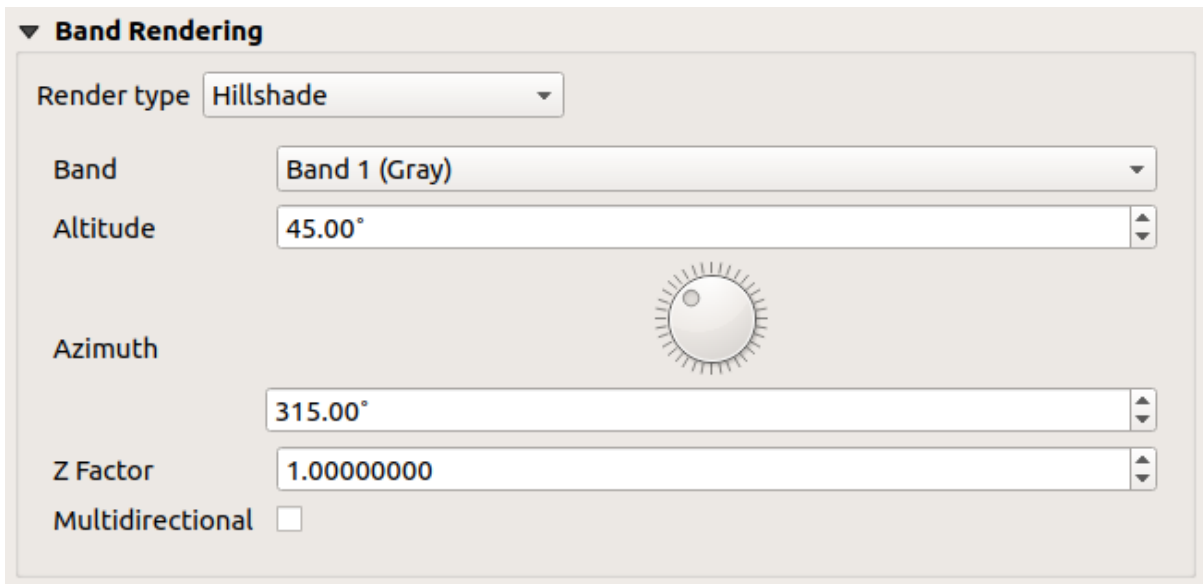 Band Rendering
Render type Hillshade
Band Band 1 (Gray)
Altitude 45.00°
Azimuth
315.00°
Z Factor 1.00000000
Multidirectional